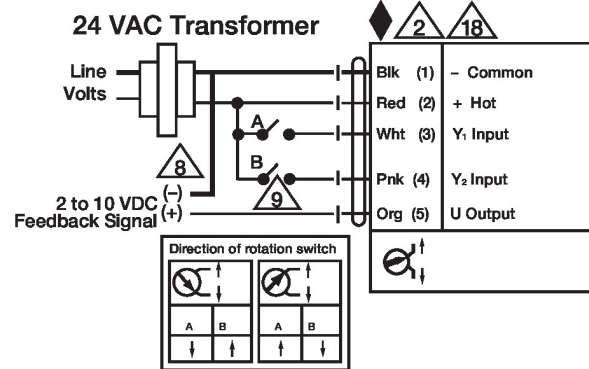 24 VAC Transformer
2 18
Line
Volts
Blk (1) – Common
Red (2) + Hot
A
Wht (3) Y₁ Input
B
Pnk (4) Y₂ Input
8
9
2 to 10 VDC (–)
Feedback Signal (+)
Org (5) U Output
Direction of rotation switch
A B A B